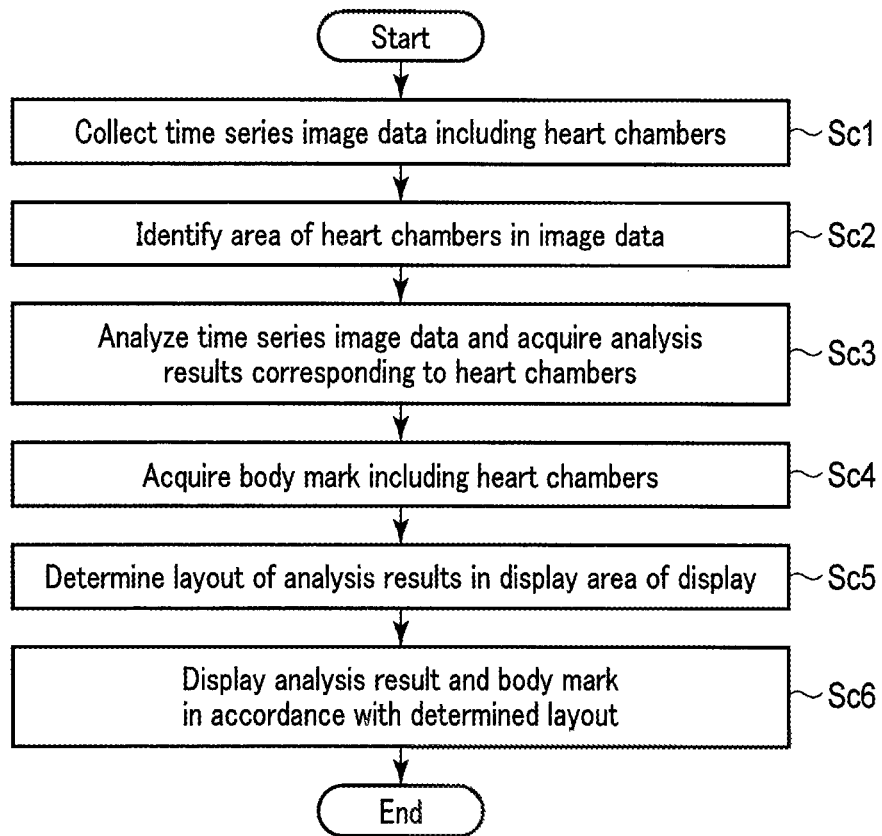 Start
Collect time series image data including heart chambers
Sc1
Identify area of heart chambers in image data
Sc2
Analyze time series image data and acquire analysis
results corresponding to heart chambers
Sc3
Acquire body mark including heart chambers
Sc4
Determine layout of analysis results in display area of display
Sc5
Display analysis result and body mark
in accordance with determined layout
Sc6
End